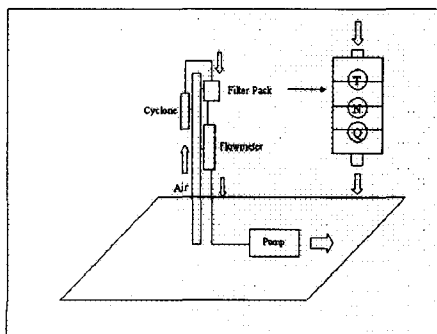 T
Filter Pack
Cyclone
N
Q
Flowmeter
Air
Pump